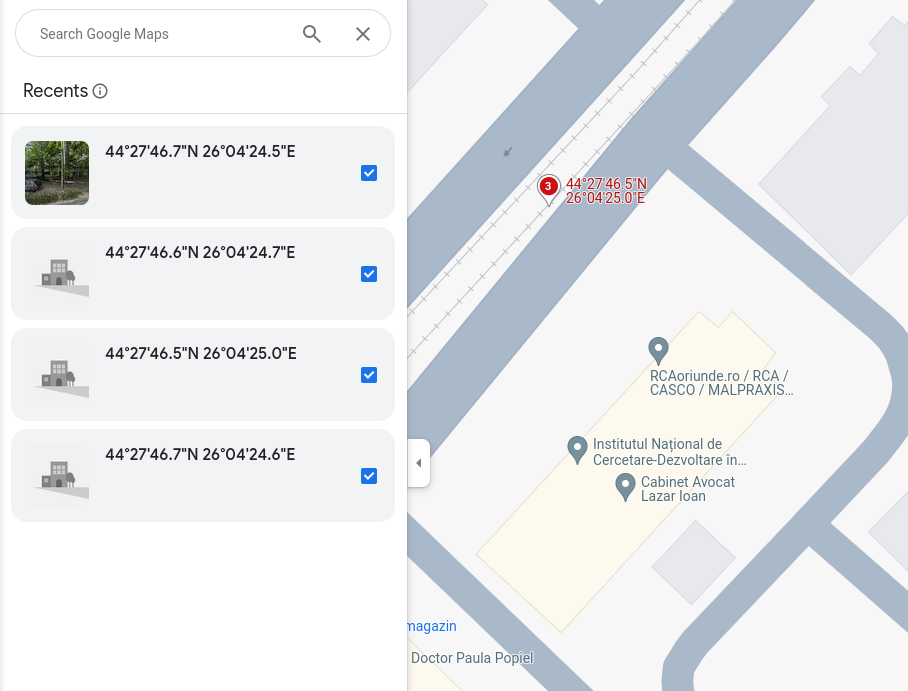 Search Google Maps
Recents
44°27'46.7"N 26°04'24.5"E
44°27'46.6"N 26°04'24.7"E
44°27'46.5"N 26°04'25.0"E
44°27'46.7"N 26°04'24.6"E
3
44°27'46.5"N
26°04'25.0"E
RCAoriunde.ro / RCA /
CASCO / MALPRAXIS...
Institutul Național de
Cercetare-Dezvoltare în...
Cabinet Avocat
Lazar Ioan
magazin
Doctor Paula Popiel